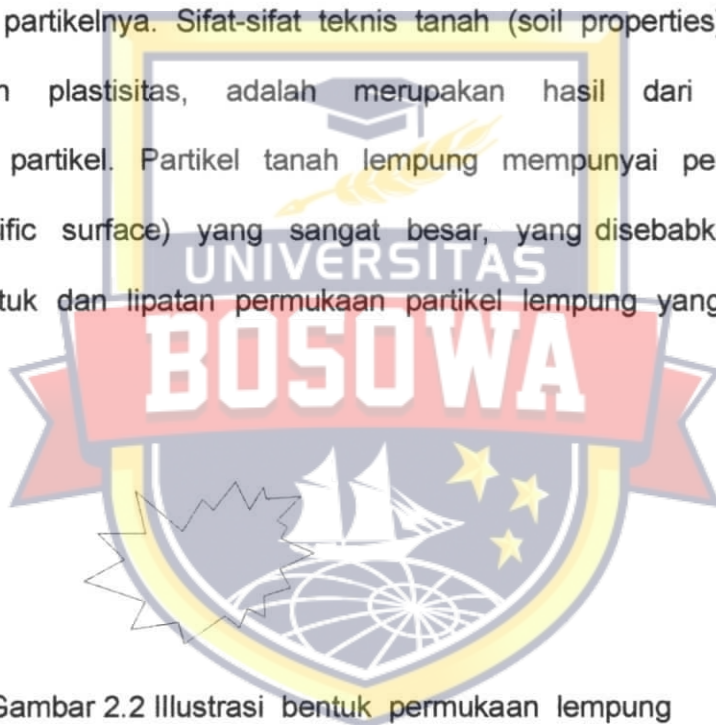 partikelnya. Sifat-sifat teknis tanah (soil properties)
plastisitas, adalah merupakan hasil dari
partikel. Partikel tanah lempung mempunyai
surface) yang sangat besar, yang
dan lipatan permukaan partikel lempung yang
UNIVERSITAS
BOSOWA
Gambar 2.2 Illustrasi bentuk permukaan lempung